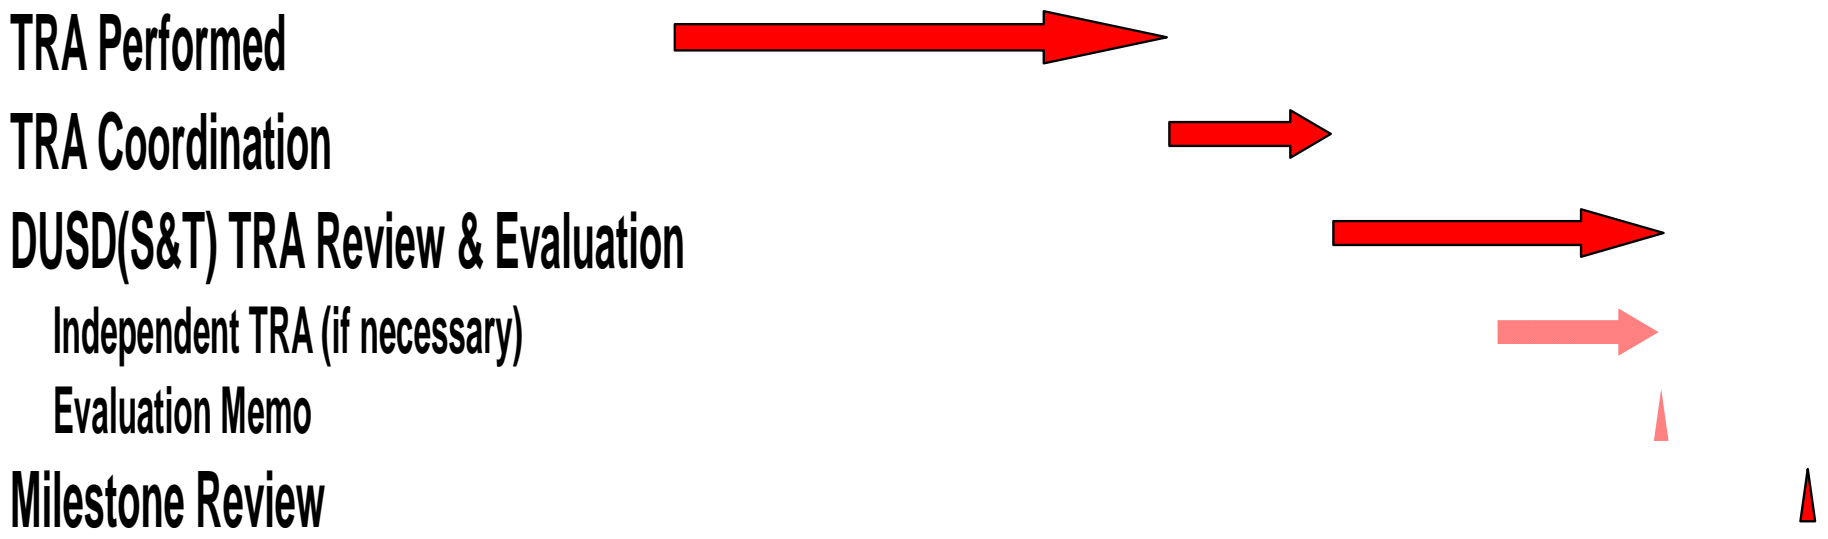 TRA Performed
TRA Coordination
DUSD(S&T) TRA Review & Evaluation
Independent TRA (if necessary)
Evaluation Memo
Milestone Review